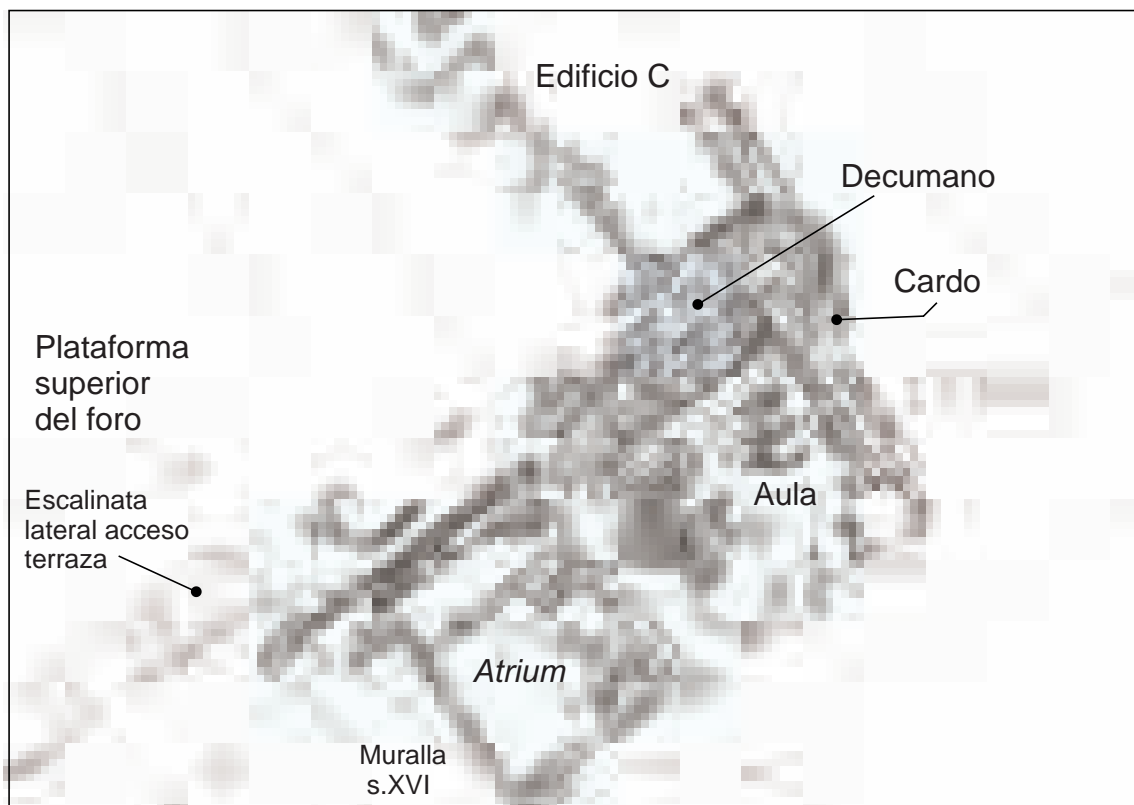 Edificio C
Decumano
Cardo
Plataforma
superior
del foro
Escalinata
lateral acceso
terraza
Aula
Atrium
Muralla
s.XVI